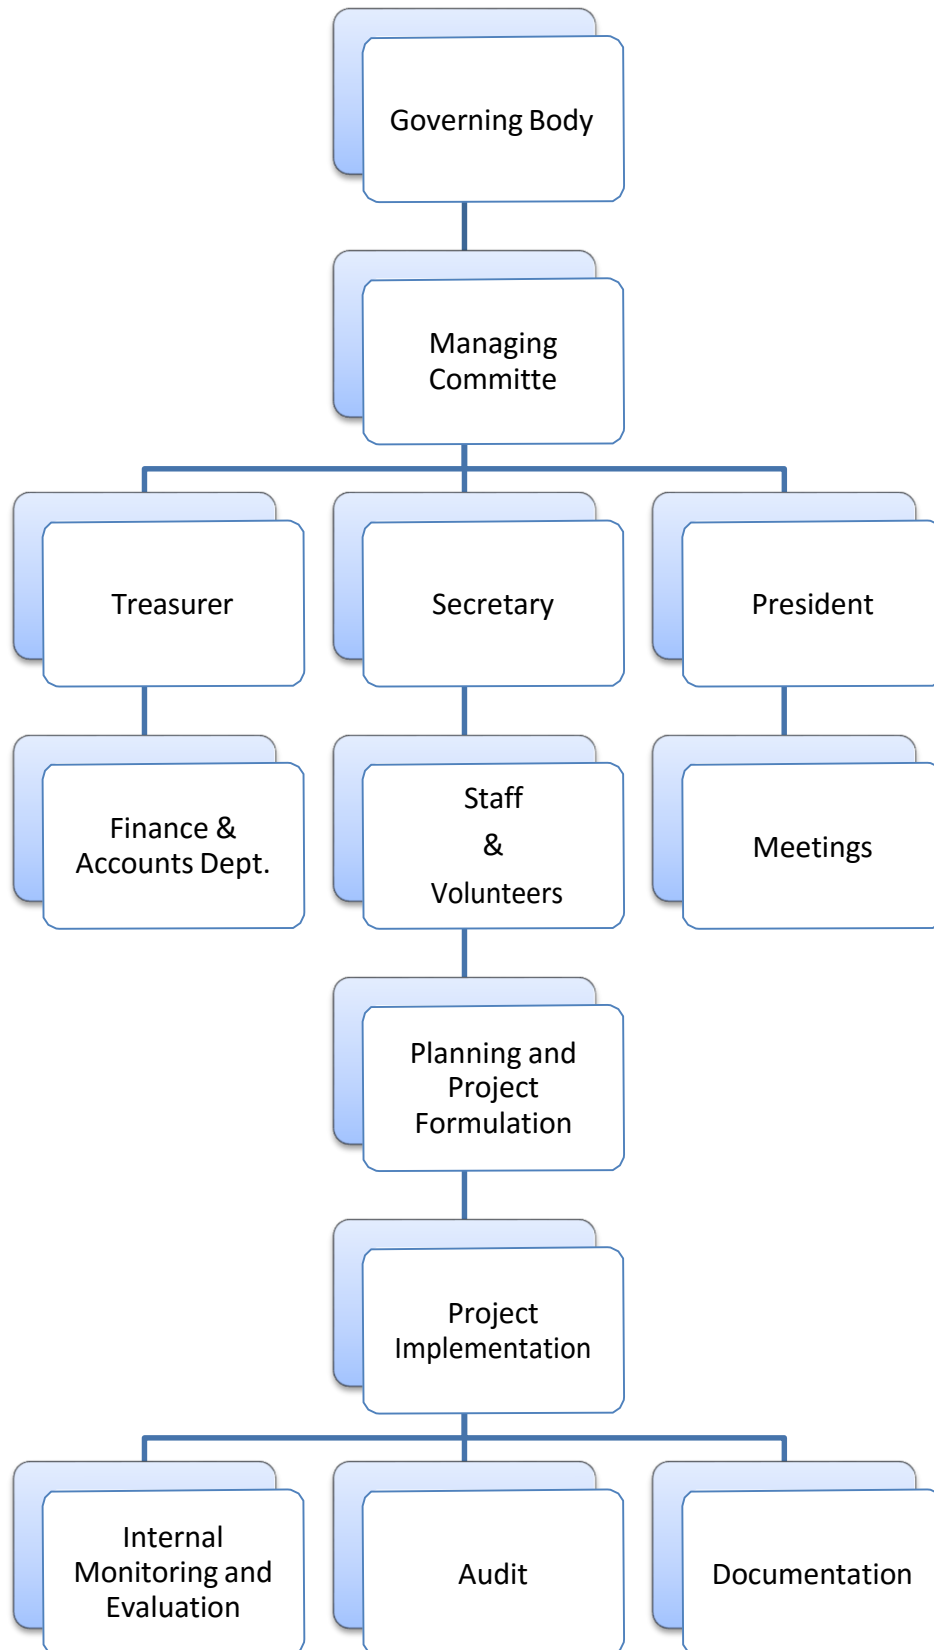 Governing Body
Managing
Committe
Treasurer
Secretary
President
Finance &
Accounts Dept.
Staff
&
Volunteers
Meetings
Planning and
Project
Formulation
Project
Implementation
Internal
Monitoring and
Evaluation
Audit
Documentation